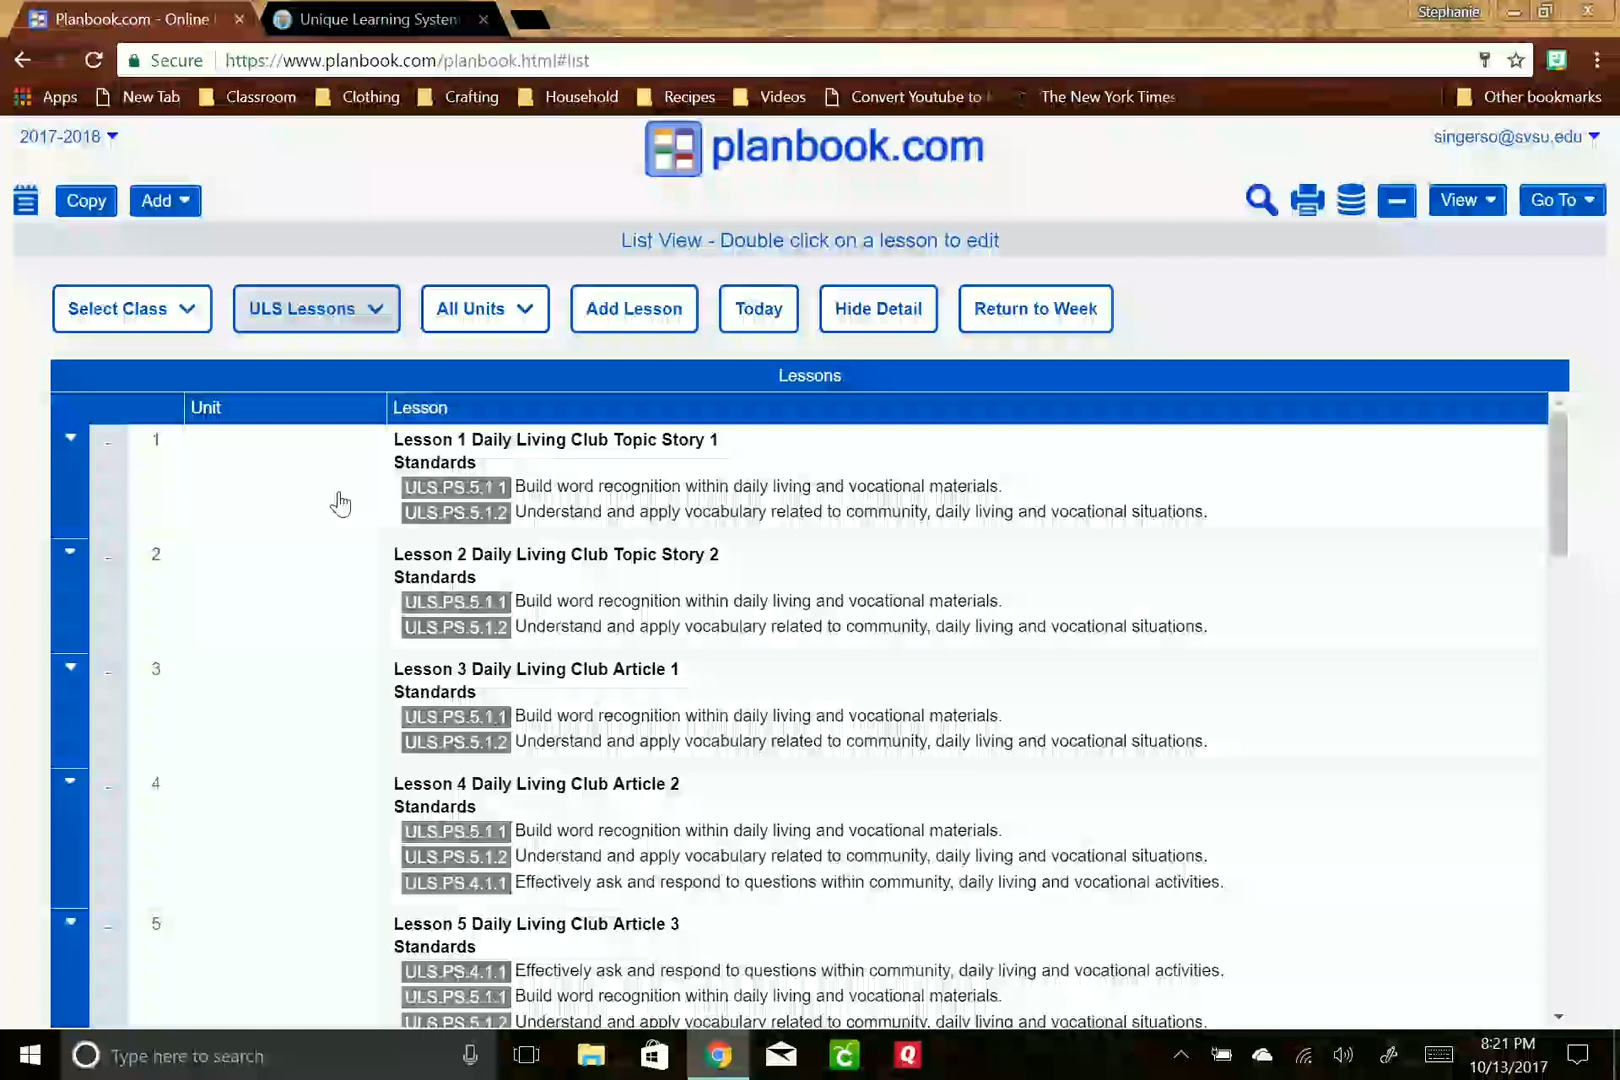 Planbook.com - Online
Unique Learning System
Stephanie
Secure
https://www.planbook.com/planbook.html#list
Apps
New Tab
Classroom
Clothing
Crafting
Household
Recipes
Videos
Convert Youtube to
The New York Times
Other bookmarks
2017-2018
planbook.com
singerso@svsu.edu
Copy
Add
View
Go To
List View - Double click on a lesson to edit
Select Class
ULS Lessons
All Units
Add Lesson
Today
Hide Detail
Return to Week
Lessons
Unit
Lesson
1
Lesson 1 Daily Living Club Topic Story 1
Standards
ULS.PS.5.1.1 Build word recognition within daily living and vocational materials.
ULS.PS.5.1.2 Understand and apply vocabulary related to community, daily living and vocational situations.
2
Lesson 2 Daily Living Club Topic Story 2
Standards
ULS.PS.5.1.1 Build word recognition within daily living and vocational materials.
ULS.PS.5.1.2 Understand and apply vocabulary related to community, daily living and vocational situations.
3
Lesson 3 Daily Living Club Article 1
Standards
ULS.PS.5.1.1 Build word recognition within daily living and vocational materials.
ULS.PS.5.1.2 Understand and apply vocabulary related to community, daily living and vocational situations.
4
Lesson 4 Daily Living Club Article 2
Standards
ULS.PS.5.1.1 Build word recognition within daily living and vocational materials.
ULS.PS.5.1.2 Understand and apply vocabulary related to community, daily living and vocational situations.
ULS.PS.4.1.1 Effectively ask and respond to questions within community, daily living and vocational activities.
5
Lesson 5 Daily Living Club Article 3
Standards
ULS.PS.4.1.1 Effectively ask and respond to questions within community, daily living and vocational activities.
ULS.PS.5.1.1 Build word recognition within daily living and vocational materials.
ULS.PS.5.1.2 Understand and apply vocabulary related to community, daily living and vocational situations.
Type here to search
8:21 PM
10/13/2017